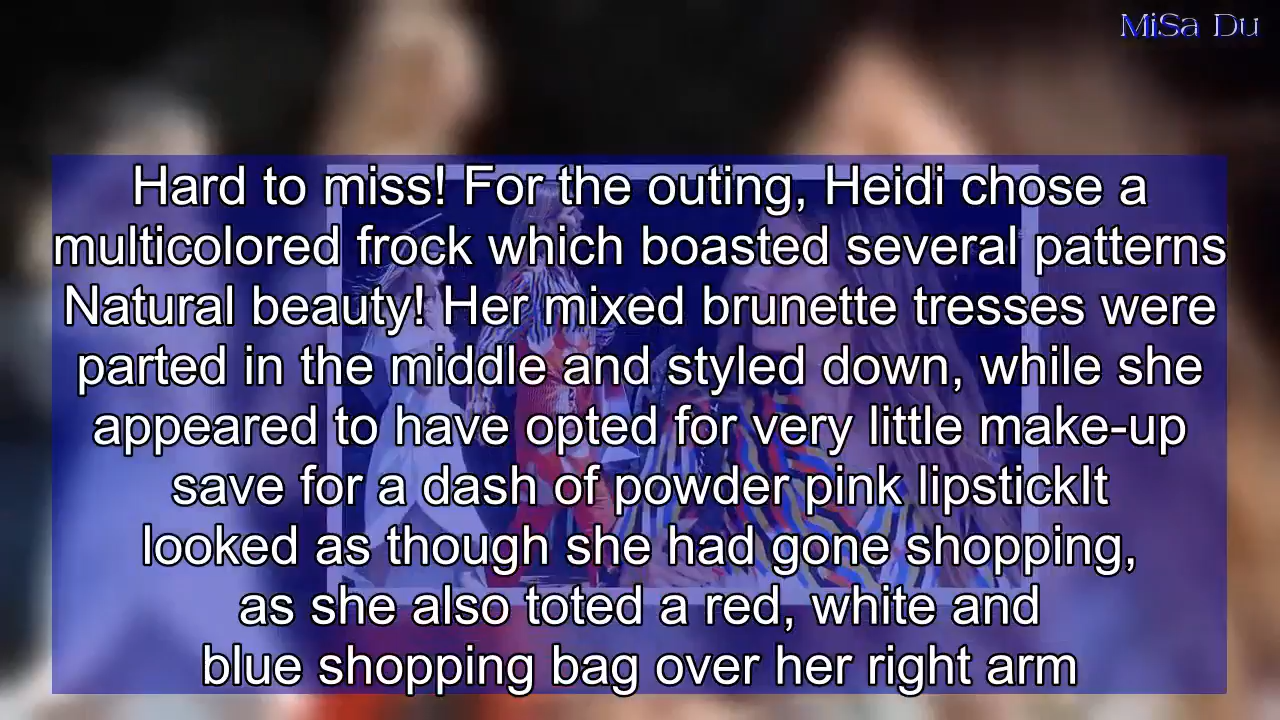 MiSa Du
Hard to miss! For the outing, Heidi chose a
multicolored frock which boasted several patterns
Natural beauty! Her mixed brunette tresses were
parted in the middle and styled down, while she
appeared to have opted for very little make-up
save for a dash of powder pink lipstickIt
looked as though she had gone shopping,
as she also toted a red, white and
blue shopping bag over her right arm